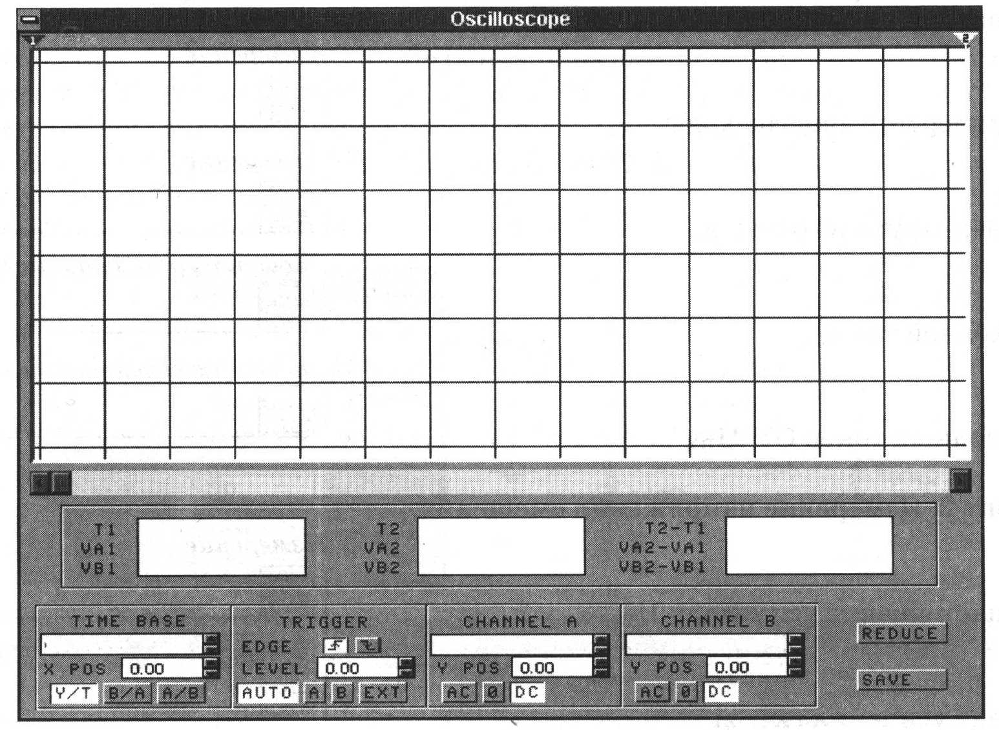 Oscilloscope
1 2
T1 T2 T2-T1
VA1 VA2 VA2-VA1
VB1 VB2 VB2-VB1
TIME BASE TRIGGER CHANNEL A CHANNEL B
EDGE REDUCE
X POS 0.00 LEVEL 0.00 Y POS 0.00 Y POS 0.00
Y/T B/A A/B AUTO A B EXT AC 0 DC AC 0 DC SAVE